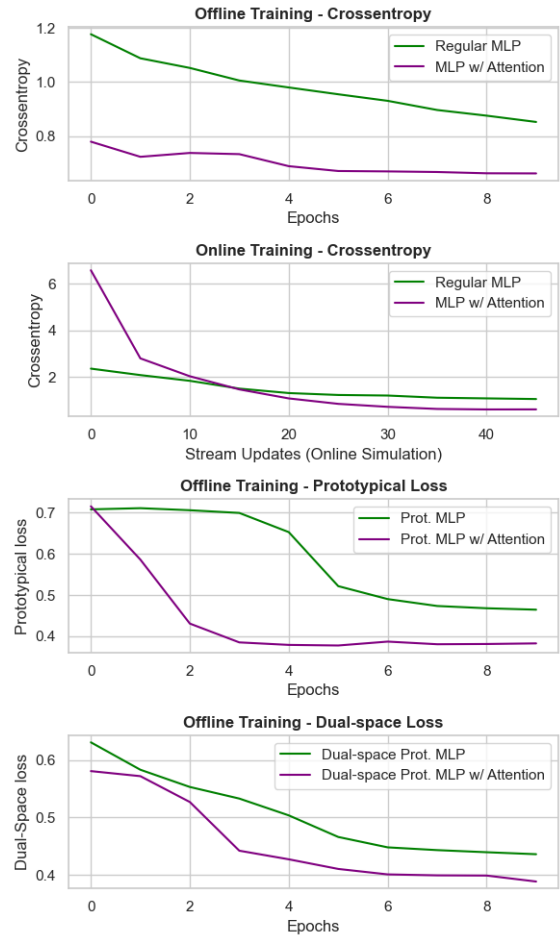 Offline Training - Crossentropy
1.2
1.0
0.8
Crossentropy
Regular MLP
MLP w/ Attention
0 2 4 6 8
Epochs
Online Training - Crossentropy
6
4
2
Crossentropy
Regular MLP
MLP w/ Attention
0 10 20 30 40
Stream Updates (Online Simulation)
Offline Training - Prototypical Loss
0.7
0.6
0.5
0.4
Prototypical loss
Prot. MLP
Prot. MLP w/ Attention
0 2 4 6 8
Epochs
Offline Training - Dual-space Loss
0.6
0.5
0.4
Dual-Space loss
Dual-space Prot. MLP
Dual-space Prot. MLP w/ Attention
0 2 4 6 8
Epochs